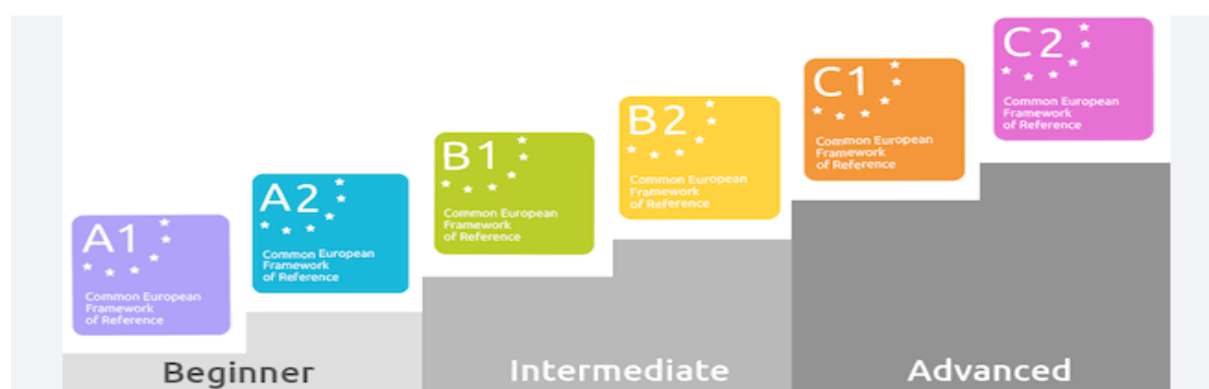 A1
Common European
Framework
of Reference
A2
Common European
Framework
of Reference
B1
Common European
Framework
of Reference
B2
Common European
Framework
of Reference
C1
Common European
Framework
of Reference
C2
Common European
Framework
of Reference
Beginner
Intermediate
Advanced